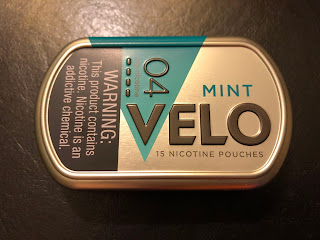 WARNING:
This product contains
nicotine. Nicotine is an
addictive chemical.
04
MINT
VELO
15 NICOTINE POUCHES